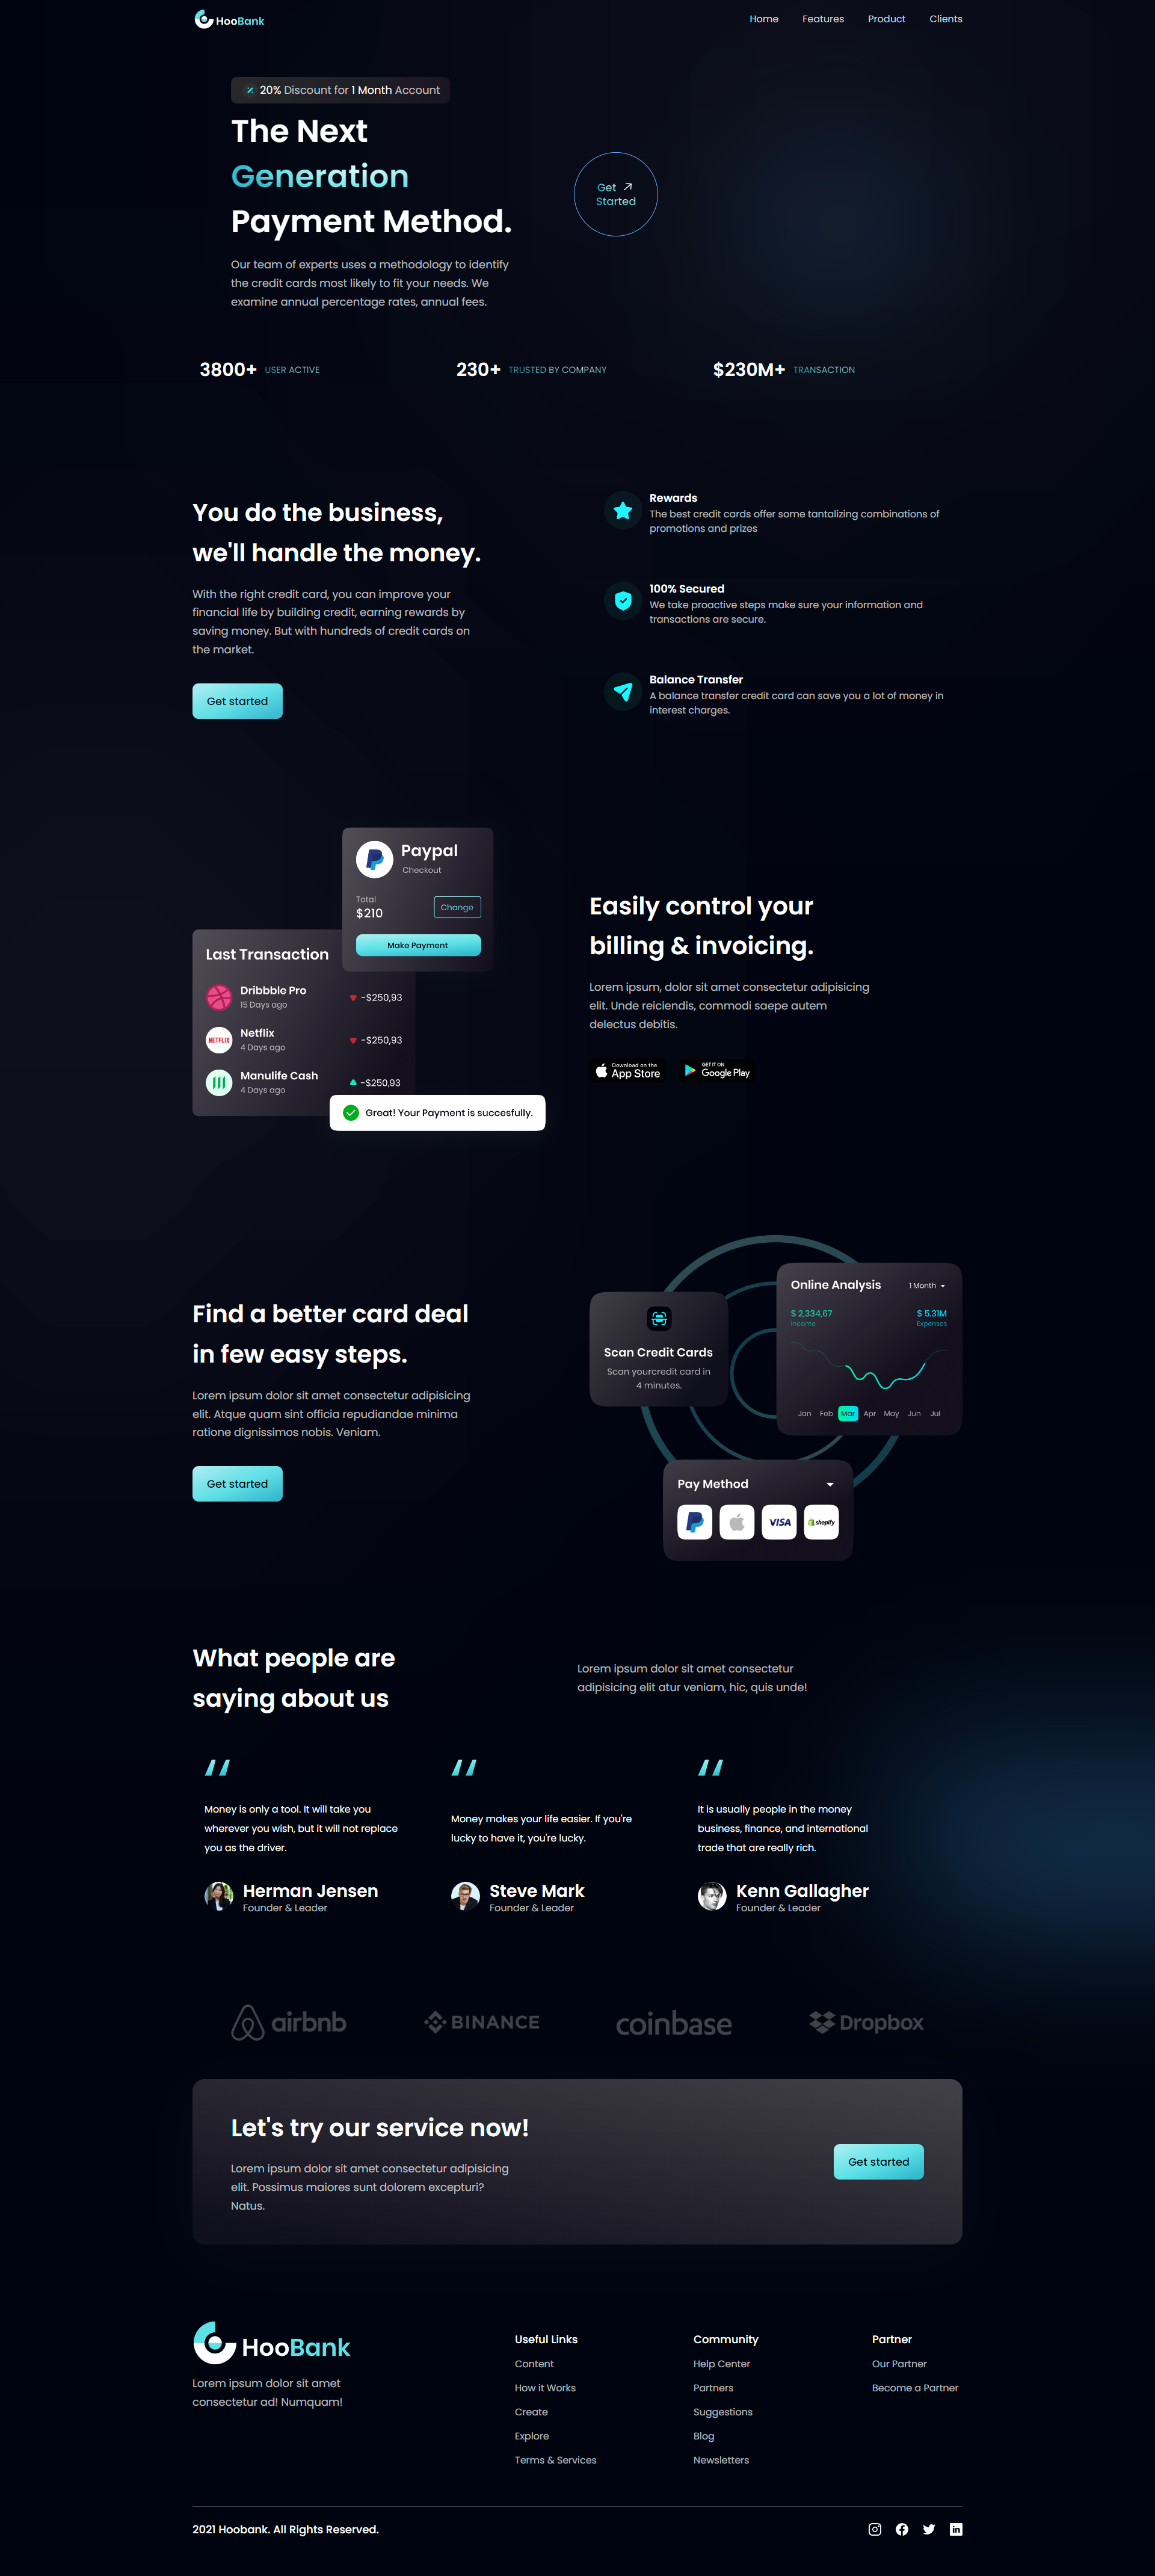 HooBank
Home Features Product Clients
20% Discount for 1 Month Account
The Next
Generation
Payment Method.
Get
Started
Our team of experts uses a methodology to identify
the credit cards most likely to fit your needs. We
examine annual percentage rates, annual fees.
3800+ USER ACTIVE
230+ TRUSTED BY COMPANY
$230M+ TRANSACTION
You do the business,
we'll handle the money.
With the right credit card, you can improve your
financial life by building credit, earning rewards by
saving money. But with hundreds of credit cards on
the market.
Get started
Rewards
The best credit cards offer some tantalizing combinations of
promotions and prizes
100% Secured
We take proactive steps make sure your information and
transactions are secure.
Balance Transfer
A balance transfer credit card can save you a lot of money in
interest charges.
Paypal
Checkout
Total
$210
Change
Make Payment
Last Transaction
Dribbble Pro
15 Days ago
-$250,93
NETFLIX
Netflix
4 Days ago
-$250,93
Manulife Cash
4 Days ago
-$250,93
Great! Your Payment is succesfully.
Easily control your
billing & invoicing.
Lorem ipsum, dolor sit amet consectetur adipisicing
elit. Unde reiciendis, commodi saepe autem
delectus debitis.
Download on the
App Store
GET IT ON
Google Play
Find a better card deal
in few easy steps.
Lorem ipsum dolor sit amet consectetur adipisicing
elit. Atque quam sint officia repudiandae minima
ratione dignissimos nobis. Veniam.
Get started
Scan Credit Cards
Scan yourcredit card in
4 minutes.
Online Analysis
1 Month
$ 2,334,67
Income
$ 5.31M
Expenses
Jan Feb Mar Apr May Jun Jul
Pay Method
VISA
shopify
What people are
saying about us
Lorem ipsum dolor sit amet consectetur
adipisicing elit atur veniam, hic, quis unde!
Money is only a tool. It will take you
wherever you wish, but it will not replace
you as the driver.
Herman Jensen
Founder & Leader
Money makes your life easier. If you're
lucky to have it, you're lucky.
Steve Mark
Founder & Leader
It is usually people in the money
business, finance, and international
trade that are really rich.
Kenn Gallagher
Founder & Leader
airbnb
BINANCE
coinbase
Dropbox
Let's try our service now!
Lorem ipsum dolor sit amet consectetur adipisicing
elit. Possimus maiores sunt dolorem excepturi?
Natus.
Get started
HooBank
Lorem ipsum dolor sit amet
consectetur ad! Numquam!
Useful Links
Content
How it Works
Create
Explore
Terms & Services
Community
Help Center
Partners
Suggestions
Blog
Newsletters
Partner
Our Partner
Become a Partner
2021 Hoobank. All Rights Reserved.
in